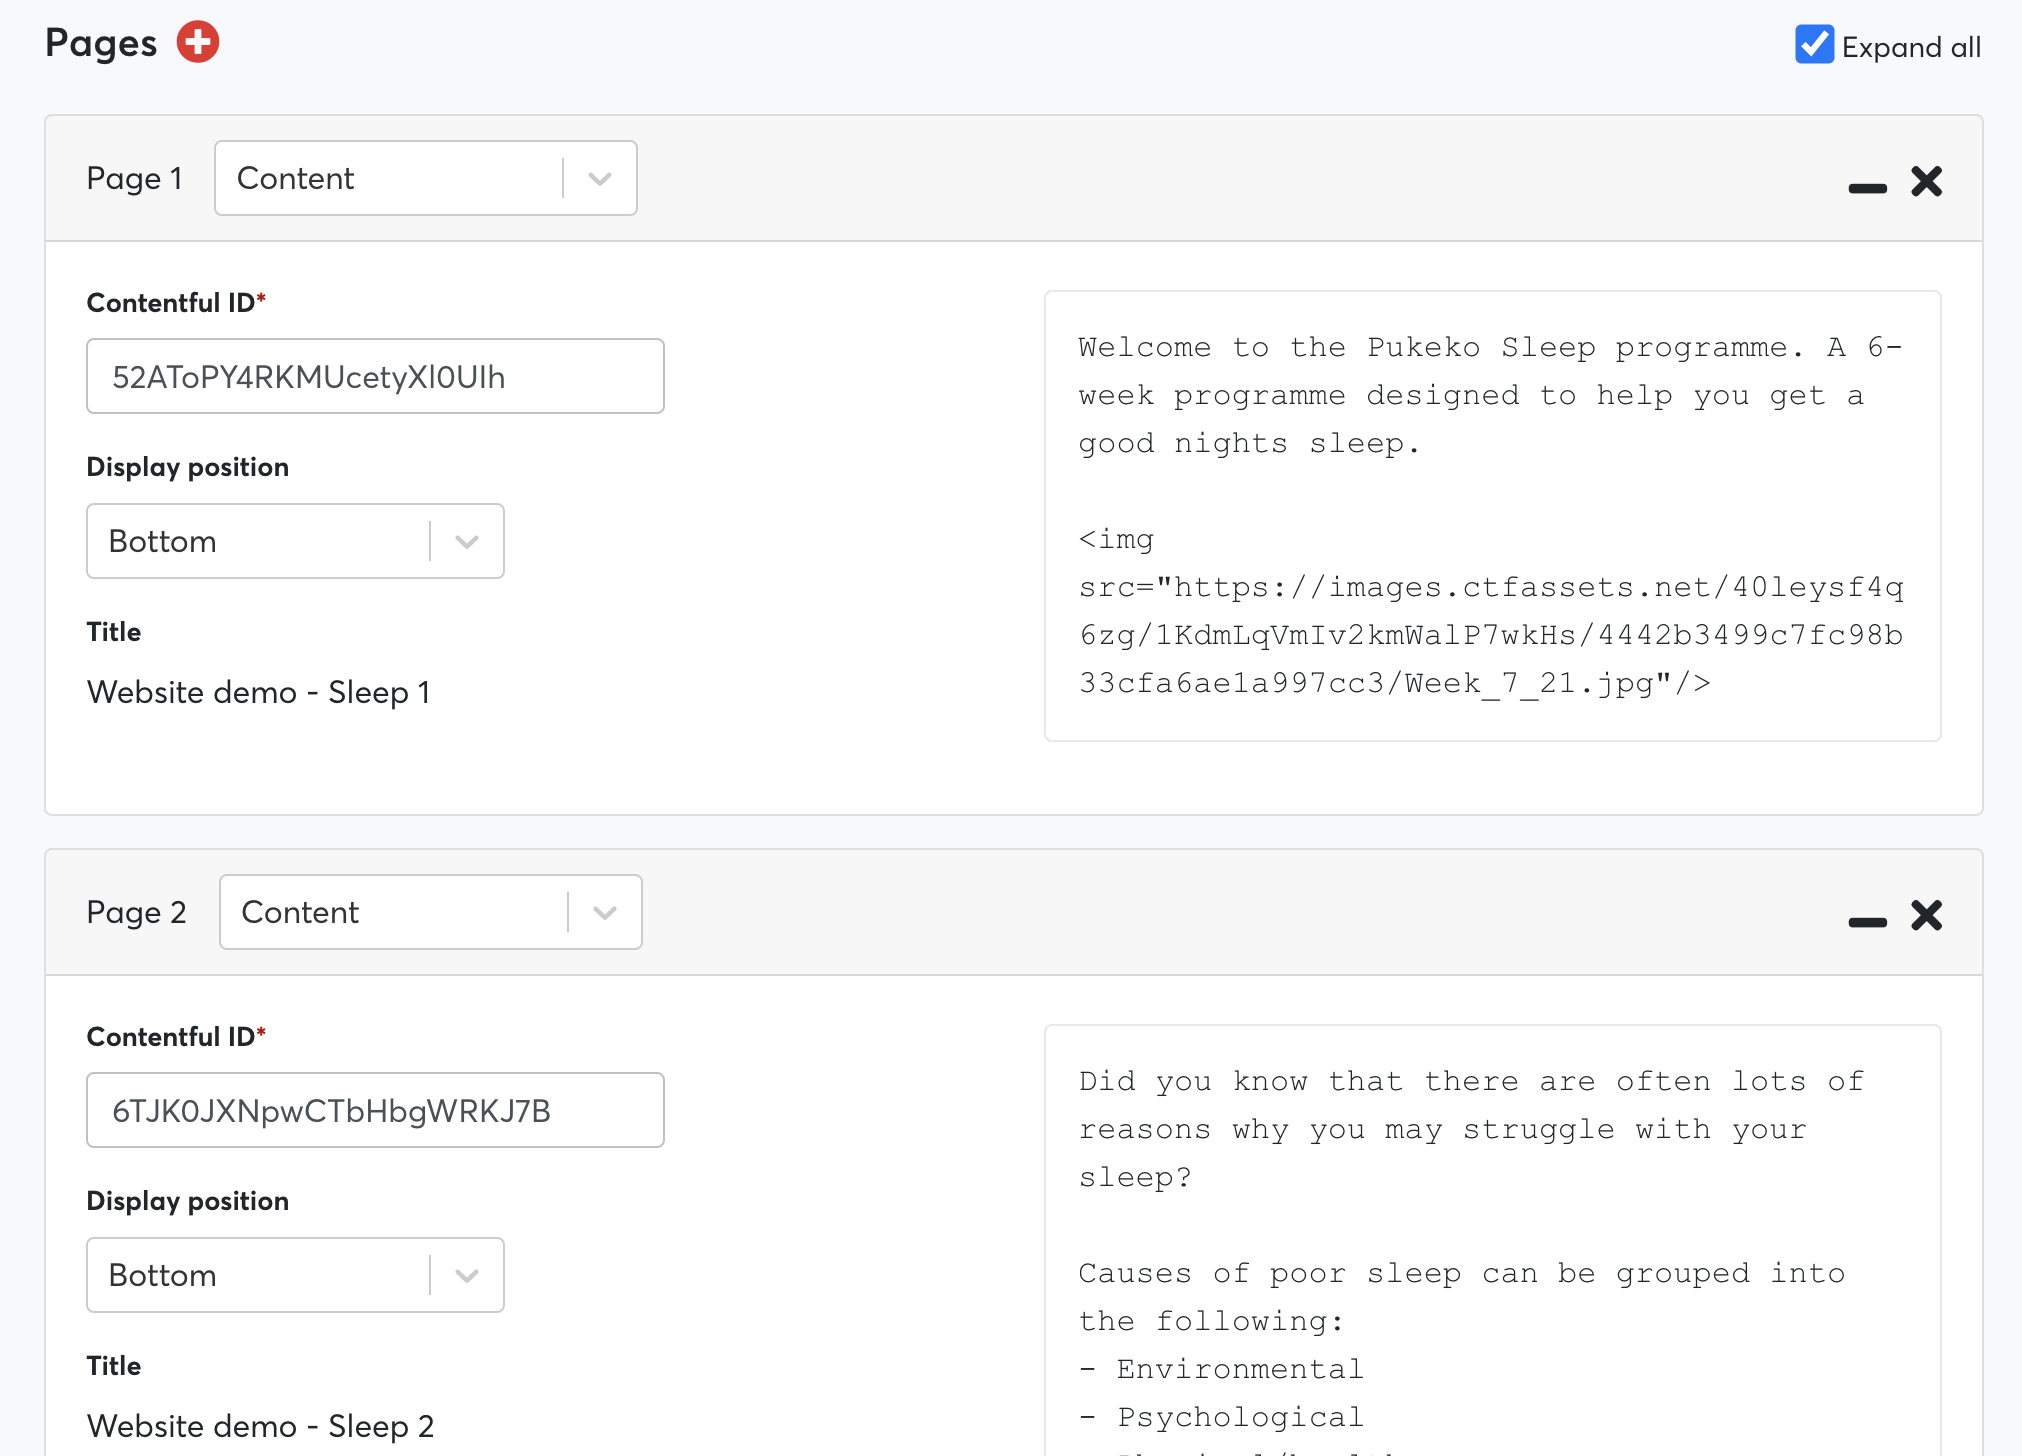 Pages
Expand all
Page 1
Content
Contentful ID*
52AToPY4RKMUcetyXl0UIh
Display position
Bottom
Title
Website demo - Sleep 1
Welcome to the Pukeko Sleep programme. A 6-
week programme designed to help you get a
good nights sleep.
<img
src="https://images.ctfassets.net/40leysf4q
6zg/1KdmLqVmIv2kmWalP7wkHs/4442b3499c7fc98b
33cfa6ae1a997cc3/Week_7_21.jpg"/>
Page 2
Content
Contentful ID*
6TJK0JXNpwCTbHbgWRKJ7B
Display position
Bottom
Title
Website demo - Sleep 2
Did you know that there are often lots of
reasons why you may struggle with your
sleep?
Causes of poor sleep can be grouped into
the following:
- Environmental
- Psychological